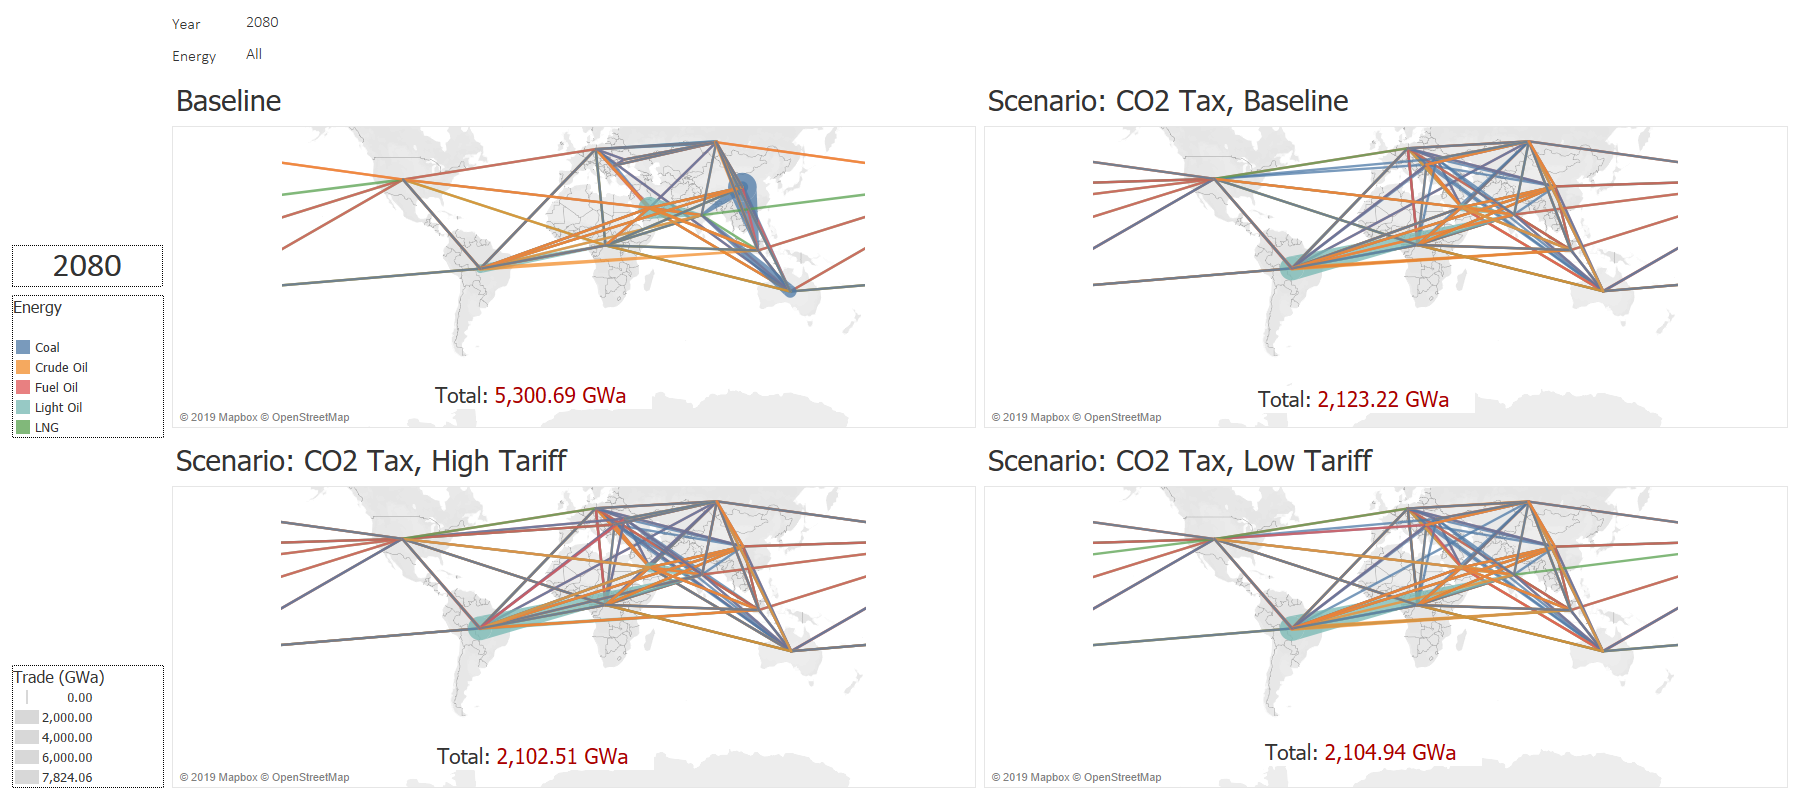 Year 2080
Energy All
Baseline
Scenario: CO2 Tax, Baseline
2080
Energy
Coal
Crude Oil
Fuel Oil
Light Oil
LNG
Total: 5,300.69 GWa
© 2019 Mapbox © OpenStreetMap
Total: 2,123.22 GWa
© 2019 Mapbox © OpenStreetMap
Scenario: CO2 Tax, High Tariff
Scenario: CO2 Tax, Low Tariff
Trade (GWa)
0.00
2,000.00
4,000.00
6,000.00
7,824.06
Total: 2,102.51 GWa
© 2019 Mapbox © OpenStreetMap
Total: 2,104.94 GWa
© 2019 Mapbox © OpenStreetMap